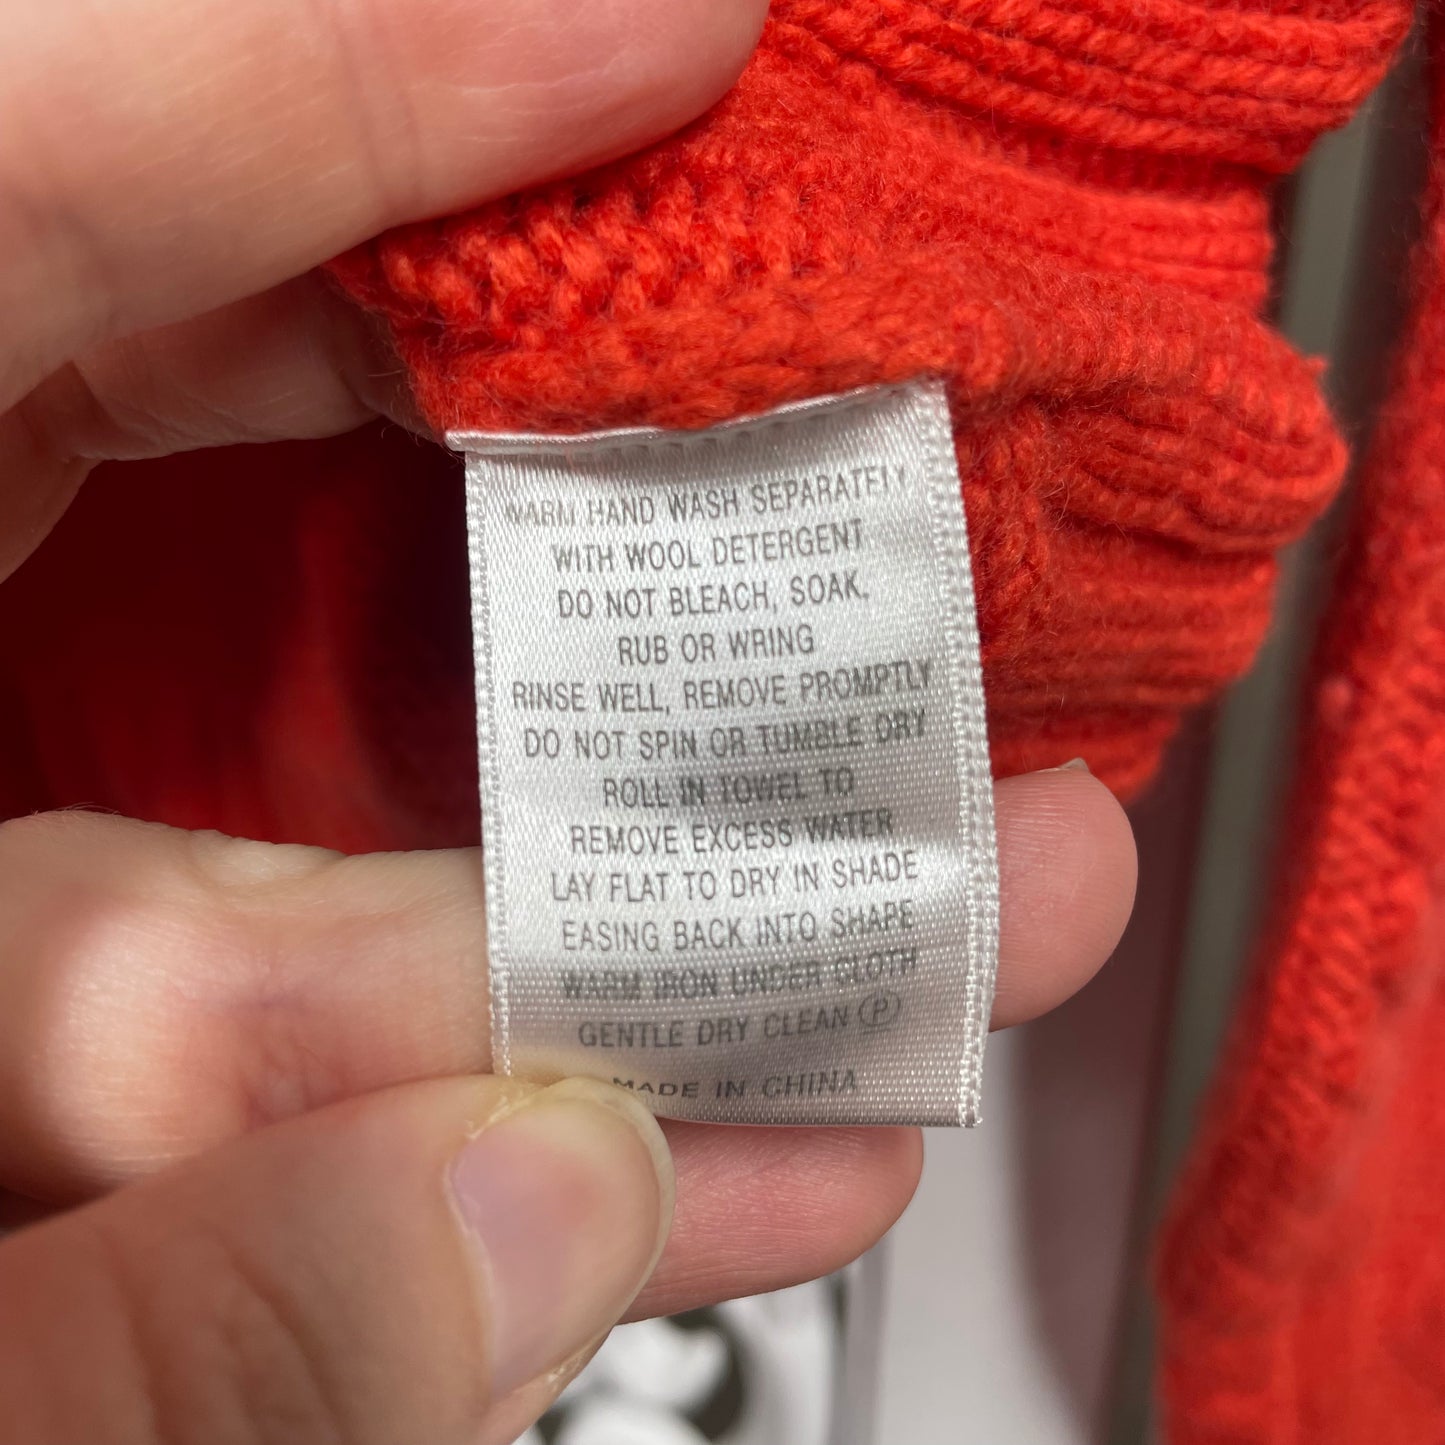 WARM HAND WASH SEPARATELY
WITH WOOL DETERGENT
DO NOT BLEACH, SOAK,
RUB OR WRING
RINSE WELL, REMOVE PROMPTLY
DO NOT SPIN OR TUMBLE DRY
ROLL IN TOWEL TO
REMOVE EXCESS WATER
LAY FLAT TO DRY IN SHADE
EASING BACK INTO SHAPE
WARM IRON UNDER CLOTH
GENTLE DRY CLEAN Ⓟ
MADE IN CHINA